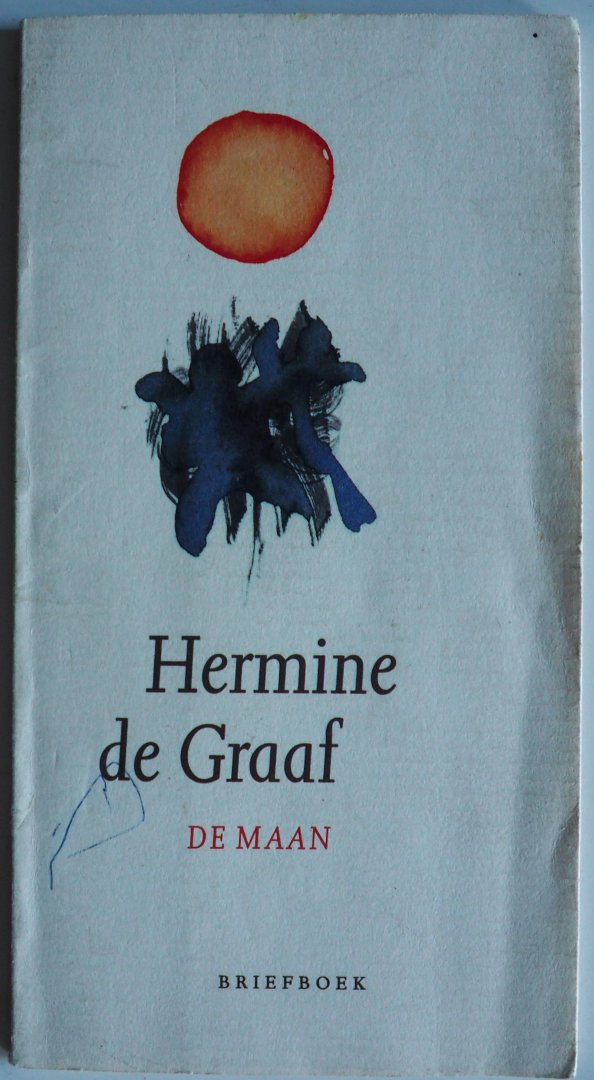 Hermine
de Graaf
DE MAAN
BRIEFBOEK